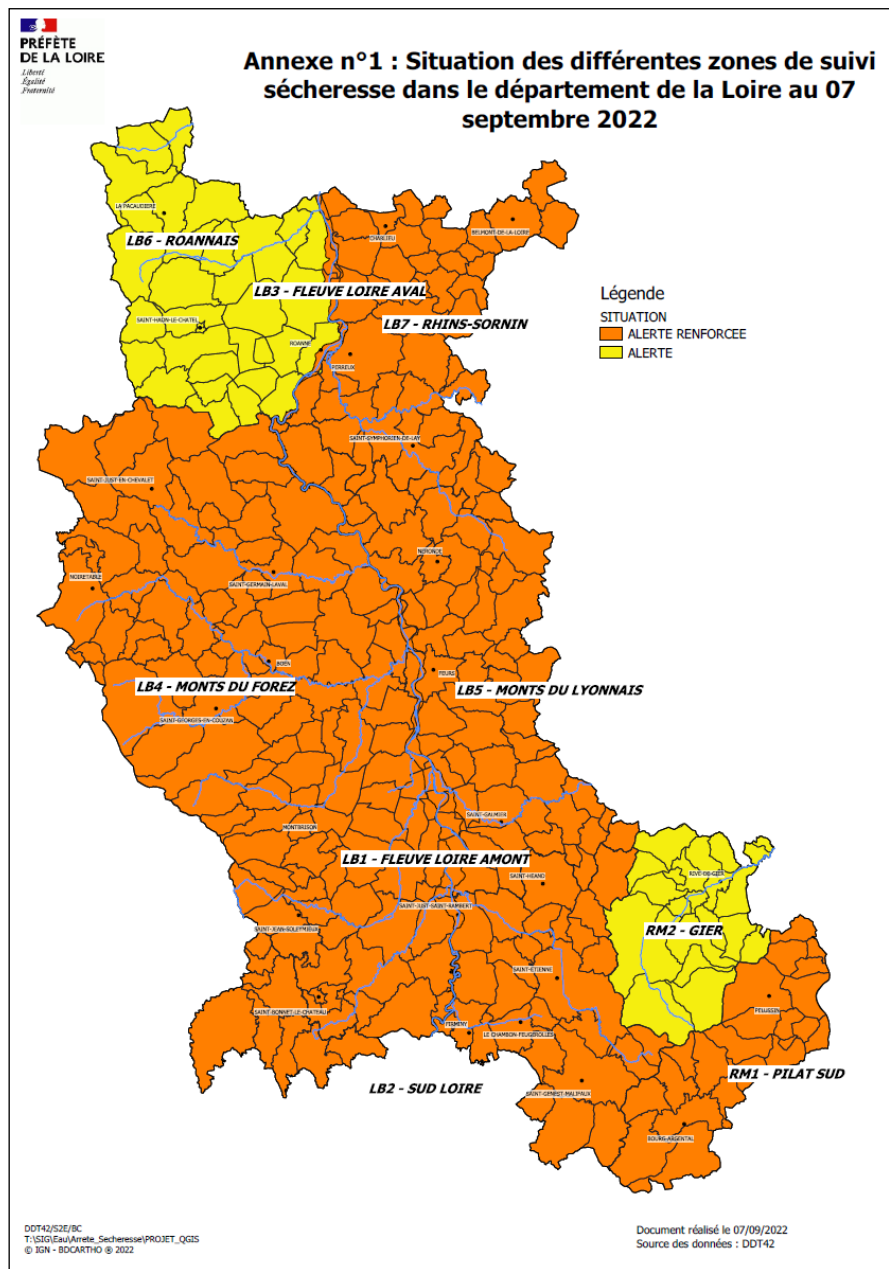 PRÉFÈTE
DE LA LOIRE
Liberté
Égalité
Fraternité
Annexe n°1 : Situation des différentes zones de suivi
sécheresse dans le département de la Loire au 07
septembre 2022
LA PACAUDIERE
LB6 - ROANNAIS
CHARLIEU
BELMONT-DE-LA-LOIRE
LB3 - FLEUVE LOIRE AVAL
Légende
SITUATION
ALERTE RENFORCEE
ALERTE
SAINT-HAON-LE-CHATEL
LB7 - RHINS-SORNIN
ROANNE
PERREUX
SAINT-SYMPHORIEN-DE-LAY
SAINT-JUST-EN-CHEVALET
NERONDE
NOIRETABLE
SAINT-GERMAIN-LAVAL
BOEN
FEURS
LB4 - MONTS DU FOREZ
LB5 - MONTS DU LYONNAIS
SAINT-GEORGES-EN-COUZAN
SAINT-GALMIER
MONTBRISON
LB1 - FLEUVE LOIRE AMONT
SAINT-HEAND
RIVE-DE-GIER
SAINT-JUST-SAINT-RAMBERT
SAINT-JEAN-SOLEYMIEUX
RM2 - GIER
SAINT-ÉTIENNE
PELUSSIN
SAINT-BONNET-LE-CHATEAU
FIRMINY
LE CHAMBON-FEUGEROLLES
RM1 - PILAT SUD
LB2 - SUD LOIRE
SAINT-GENEST-MALIFAUX
BOURG-ARGENTAL
DDT42/S2E/BC
T:\SIG\Eau\Arrete_Secheresse\PROJET_QGIS
© IGN - BDCARTHO ® 2022
Document réalisé le 07/09/2022
Source des données : DDT42